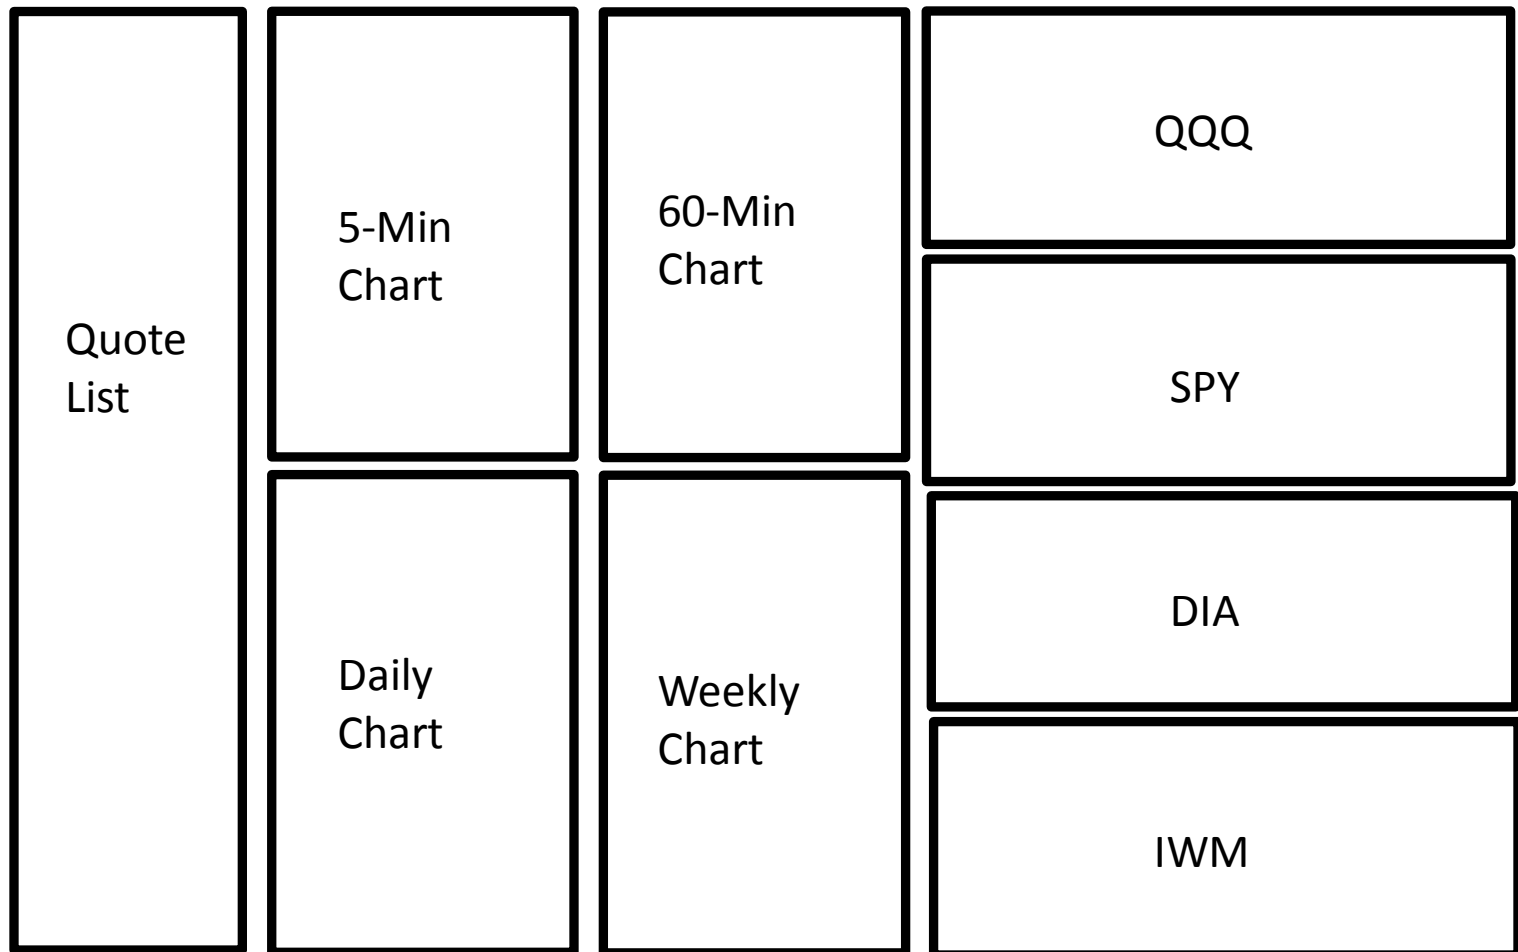 Quote
List
5-Min
Chart
60-Min
Chart
Daily
Chart
Weekly
Chart
QQQ
SPY
DIA
IWM